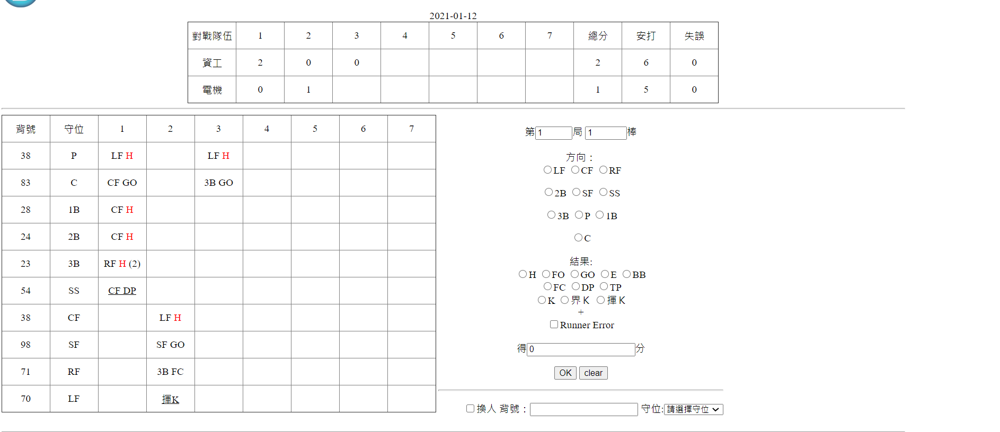 2021-01-12
對戰隊伍 1 2 3 4 5 6 7 總分 安打 失誤
資工 2 0 0 2 6 0
電機 0 1 1 5 0
背號 守位 1 2 3 4 5 6 7
38 P LF H LF H
83 C CF GO 3B GO
28 1B CF H
24 2B CF H
23 3B RF H (2)
54 SS CF DP
38 CF LF H
98 SF SF GO
71 RF 3B FC
70 LF 揮K
第 1 局 1 棒
方向：
LF CF RF
2B SF SS
3B P 1B
C
結果:
H FO GO E BB
FC DP TP
K 界K 揮K
+
Runner Error
得 0 分
OK clear
換人 背號： 守位: 請選擇守位